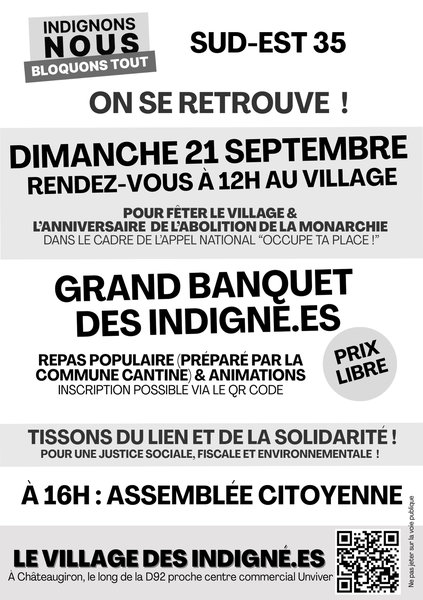 INDIGNONS
NOUS
BLOQUONS TOUT
SUD-EST 35
ON SE RETROUVE !
DIMANCHE 21 SEPTEMBRE
RENDEZ-VOUS À 12H AU VILLAGE
POUR FÊTER LE VILLAGE &
L'ANNIVERSAIRE DE L'ABOLITION DE LA MONARCHIE
DANS LE CADRE DE L'APPEL NATIONAL "OCCUPE TA PLACE !"
GRAND BANQUET
DES INDIGNÉ.ES
REPAS POPULAIRE (PRÉPARÉ PAR LA
COMMUNE CANTINE) & ANIMATIONS
INSCRIPTION POSSIBLE VIA LE QR CODE
PRIX
LIBRE
TISSONS DU LIEN ET DE LA SOLIDARITÉ !
POUR UNE JUSTICE SOCIALE, FISCALE ET ENVIRONNEMENTALE !
À 16H : ASSEMBLÉE CITOYENNE
LE VILLAGE DES INDIGNÉ.ES
À Châteaugiron, le long de la D92 proche centre commercial Univer
Ne pas jeter sur la voie publique